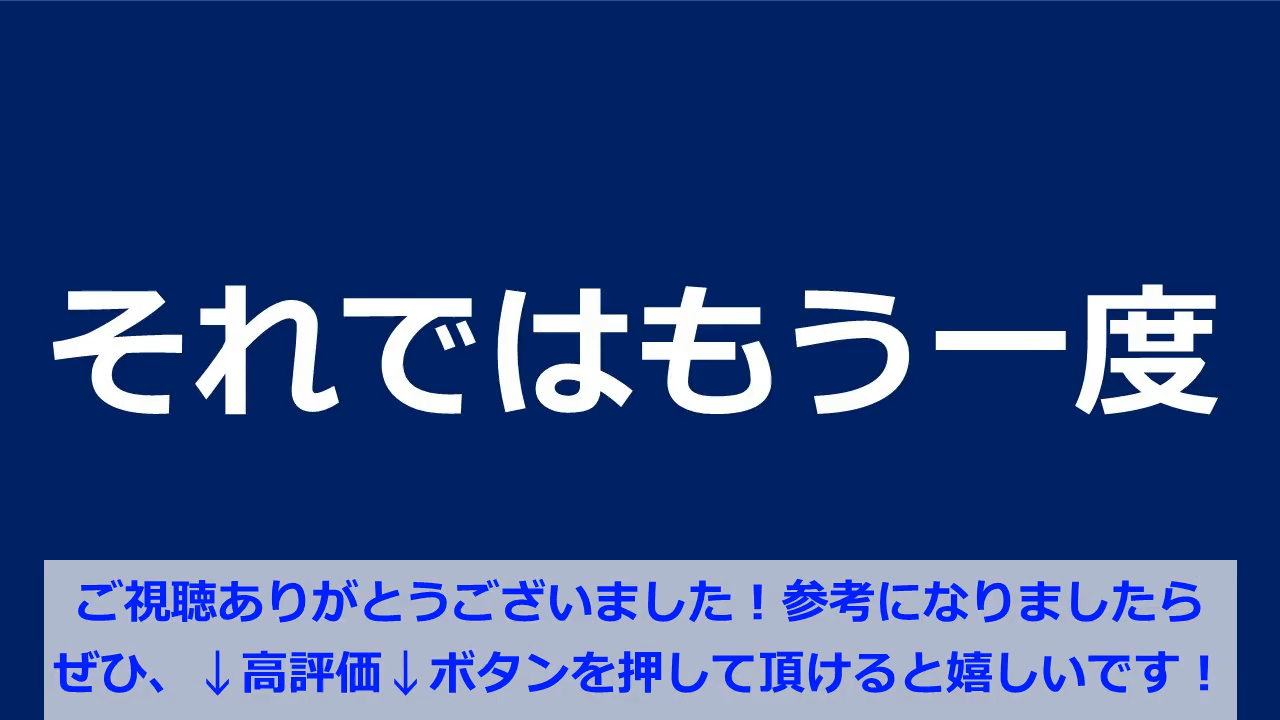 それではもう一度
ご視聴ありがとうございました！参考になりましたら
ぜひ、↓高評価↓ボタンを押して頂けると嬉しいです！